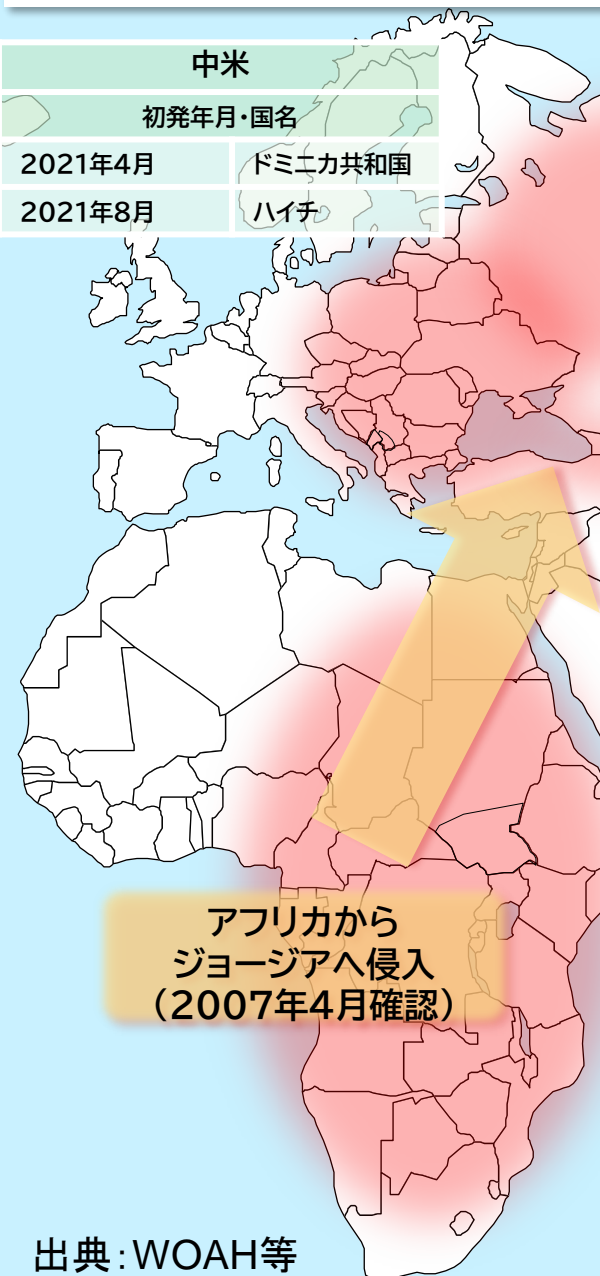 中米
初発年月・国名
2021年4月 ドミニカ共和国
2021年8月 ハイチ
アフリカから
ジョージアへ侵入
（2007年4月確認）
出典：WOAH等